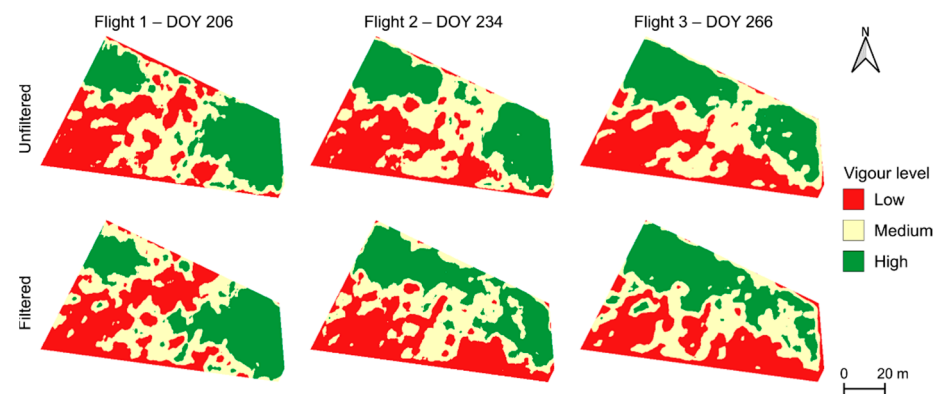 Flight 1 – DOY 206
Flight 2 – DOY 234
Flight 3 – DOY 266
N
Unfiltered
Vigour level
Low
Medium
High
Filtered
0 20 m